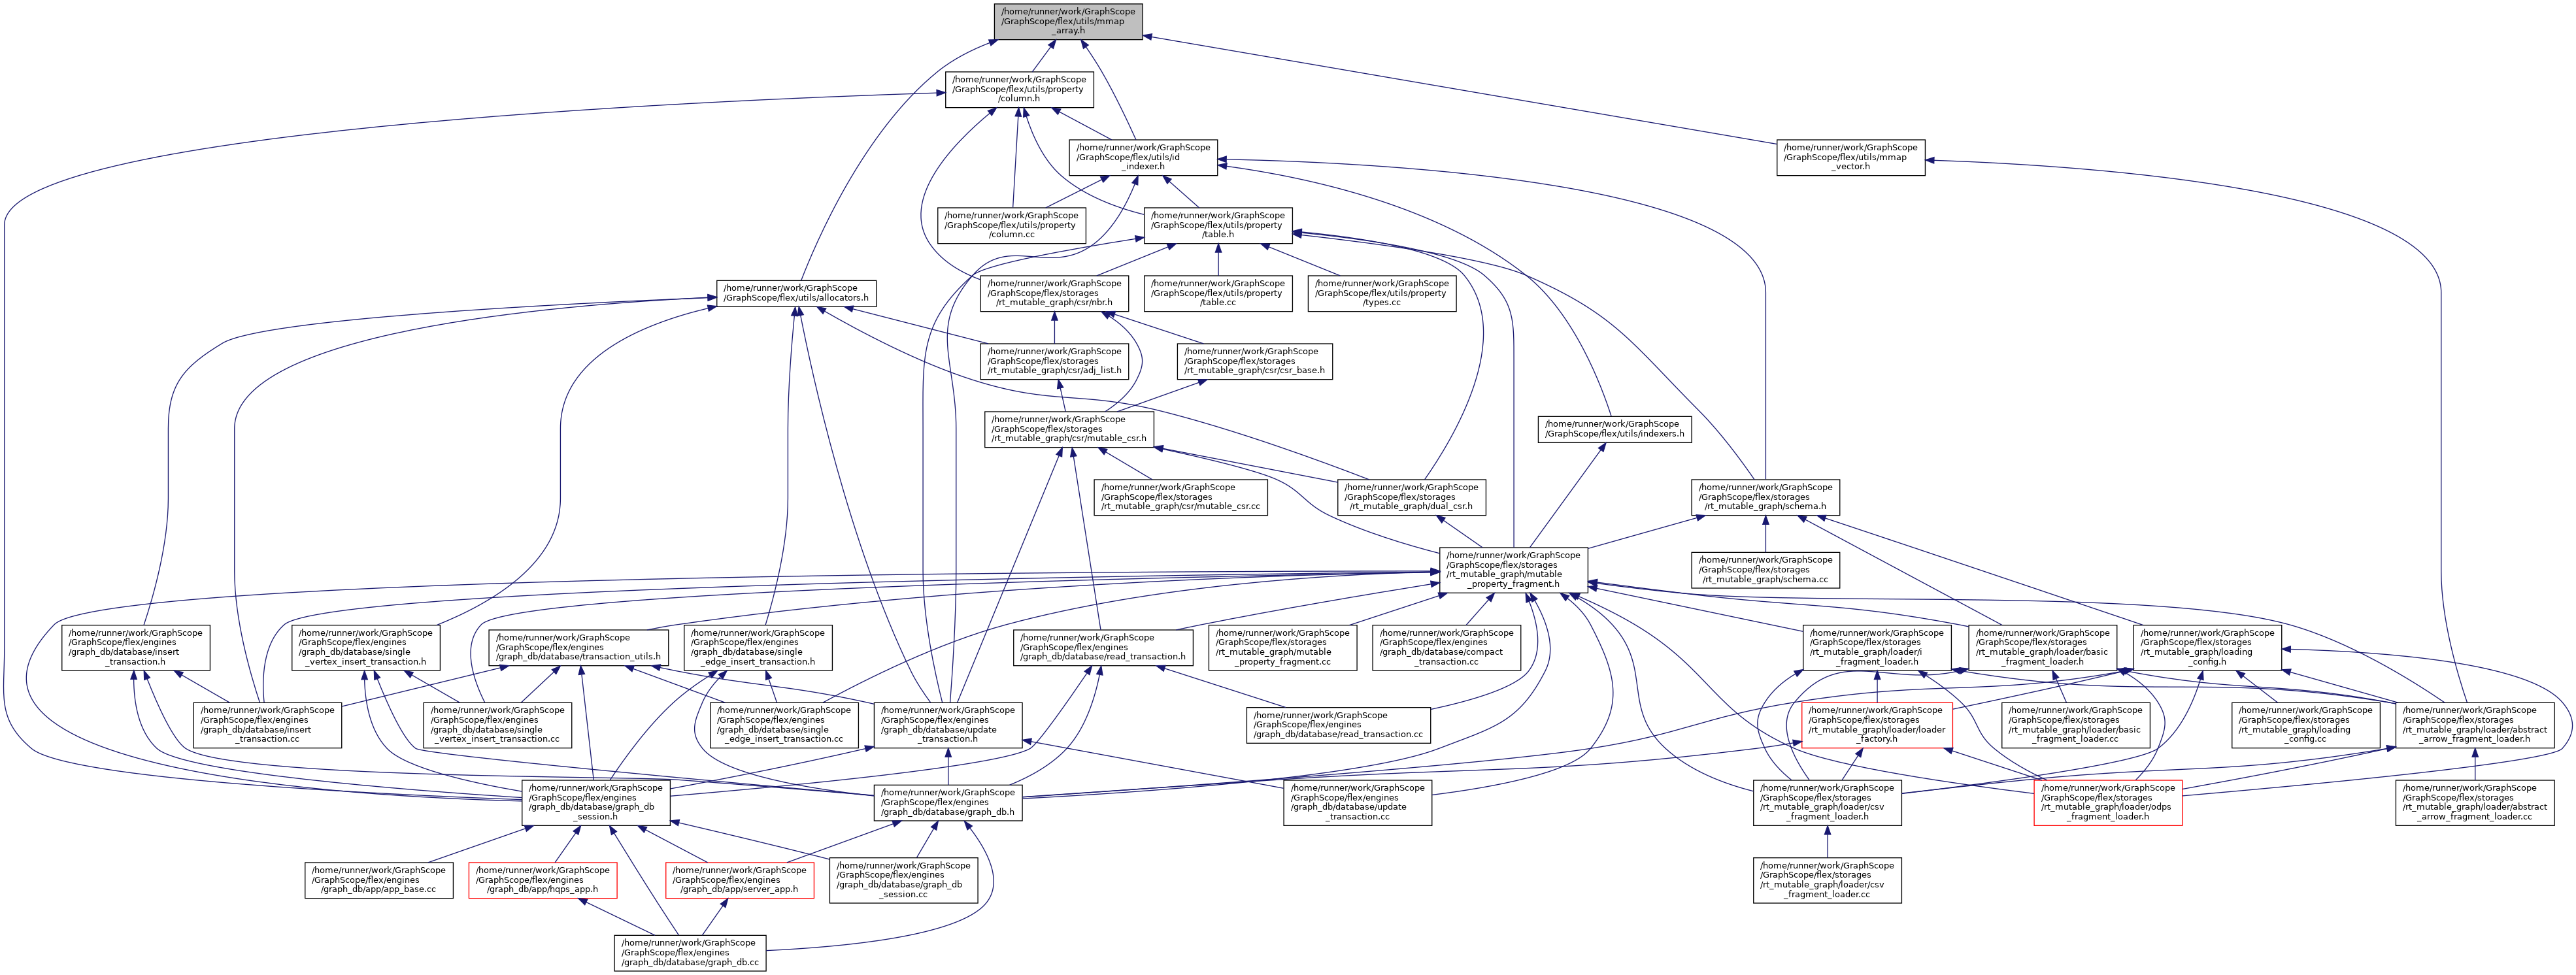 /home/runner/work/GraphScope
/GraphScope/flex/utils/mmap
_array.h
/home/runner/work/GraphScope
/GraphScope/flex/utils/property
/column.h
/home/runner/work/GraphScope
/GraphScope/flex/utils/id
_indexer.h
/home/runner/work/GraphScope
/GraphScope/flex/utils/mmap
_vector.h
/home/runner/work/GraphScope
/GraphScope/flex/utils/property
/column.cc
/home/runner/work/GraphScope
/GraphScope/flex/utils/property
/table.h
/home/runner/work/GraphScope
/GraphScope/flex/utils/allocators.h
/home/runner/work/GraphScope
/GraphScope/flex/storages
/rt_mutable_graph/csr/nbr.h
/home/runner/work/GraphScope
/GraphScope/flex/utils/property
/table.cc
/home/runner/work/GraphScope
/GraphScope/flex/utils/property
/types.cc
/home/runner/work/GraphScope
/GraphScope/flex/storages
/rt_mutable_graph/csr/adj_list.h
/home/runner/work/GraphScope
/GraphScope/flex/storages
/rt_mutable_graph/csr/csr_base.h
/home/runner/work/GraphScope
/GraphScope/flex/storages
/rt_mutable_graph/csr/mutable_csr.h
/home/runner/work/GraphScope
/GraphScope/flex/utils/indexers.h
/home/runner/work/GraphScope
/GraphScope/flex/storages
/rt_mutable_graph/csr/mutable_csr.cc
/home/runner/work/GraphScope
/GraphScope/flex/storages
/rt_mutable_graph/dual_csr.h
/home/runner/work/GraphScope
/GraphScope/flex/storages
/rt_mutable_graph/schema.h
/home/runner/work/GraphScope
/GraphScope/flex/storages
/rt_mutable_graph/mutable
_property_fragment.h
/home/runner/work/GraphScope
/GraphScope/flex/storages
/rt_mutable_graph/schema.cc
/home/runner/work/GraphScope
/GraphScope/flex/engines
/graph_db/database/insert
_transaction.h
/home/runner/work/GraphScope
/GraphScope/flex/engines
/graph_db/database/single
_vertex_insert_transaction.h
/home/runner/work/GraphScope
/GraphScope/flex/engines
/graph_db/database/transaction_utils.h
/home/runner/work/GraphScope
/GraphScope/flex/engines
/graph_db/database/single
_edge_insert_transaction.h
/home/runner/work/GraphScope
/GraphScope/flex/engines
/graph_db/database/read_transaction.h
/home/runner/work/GraphScope
/GraphScope/flex/storages
/rt_mutable_graph/mutable
_property_fragment.cc
/home/runner/work/GraphScope
/GraphScope/flex/engines
/graph_db/database/compact
_transaction.cc
/home/runner/work/GraphScope
/GraphScope/flex/storages
/rt_mutable_graph/loader/i
_fragment_loader.h
/home/runner/work/GraphScope
/GraphScope/flex/storages
/rt_mutable_graph/loader/basic
_fragment_loader.h
/home/runner/work/GraphScope
/GraphScope/flex/storages
/rt_mutable_graph/loading
_config.h
/home/runner/work/GraphScope
/GraphScope/flex/engines
/graph_db/database/insert
_transaction.cc
/home/runner/work/GraphScope
/GraphScope/flex/engines
/graph_db/database/single
_vertex_insert_transaction.cc
/home/runner/work/GraphScope
/GraphScope/flex/engines
/graph_db/database/single
_edge_insert_transaction.cc
/home/runner/work/GraphScope
/GraphScope/flex/engines
/graph_db/database/update
_transaction.h
/home/runner/work/GraphScope
/GraphScope/flex/engines
/graph_db/database/read_transaction.cc
/home/runner/work/GraphScope
/GraphScope/flex/storages
/rt_mutable_graph/loader/loader
_factory.h
/home/runner/work/GraphScope
/GraphScope/flex/storages
/rt_mutable_graph/loader/basic
_fragment_loader.cc
/home/runner/work/GraphScope
/GraphScope/flex/storages
/rt_mutable_graph/loading
_config.cc
/home/runner/work/GraphScope
/GraphScope/flex/storages
/rt_mutable_graph/loader/abstract
_arrow_fragment_loader.h
/home/runner/work/GraphScope
/GraphScope/flex/engines
/graph_db/database/graph_db
_session.h
/home/runner/work/GraphScope
/GraphScope/flex/engines
/graph_db/database/graph_db.h
/home/runner/work/GraphScope
/GraphScope/flex/engines
/graph_db/database/update
_transaction.cc
/home/runner/work/GraphScope
/GraphScope/flex/storages
/rt_mutable_graph/loader/csv
_fragment_loader.h
/home/runner/work/GraphScope
/GraphScope/flex/storages
/rt_mutable_graph/loader/odps
_fragment_loader.h
/home/runner/work/GraphScope
/GraphScope/flex/storages
/rt_mutable_graph/loader/abstract
_arrow_fragment_loader.cc
/home/runner/work/GraphScope
/GraphScope/flex/engines
/graph_db/app/app_base.cc
/home/runner/work/GraphScope
/GraphScope/flex/engines
/graph_db/app/hqps_app.h
/home/runner/work/GraphScope
/GraphScope/flex/engines
/graph_db/app/server_app.h
/home/runner/work/GraphScope
/GraphScope/flex/engines
/graph_db/database/graph_db
_session.cc
/home/runner/work/GraphScope
/GraphScope/flex/storages
/rt_mutable_graph/loader/csv
_fragment_loader.cc
/home/runner/work/GraphScope
/GraphScope/flex/engines
/graph_db/database/graph_db.cc